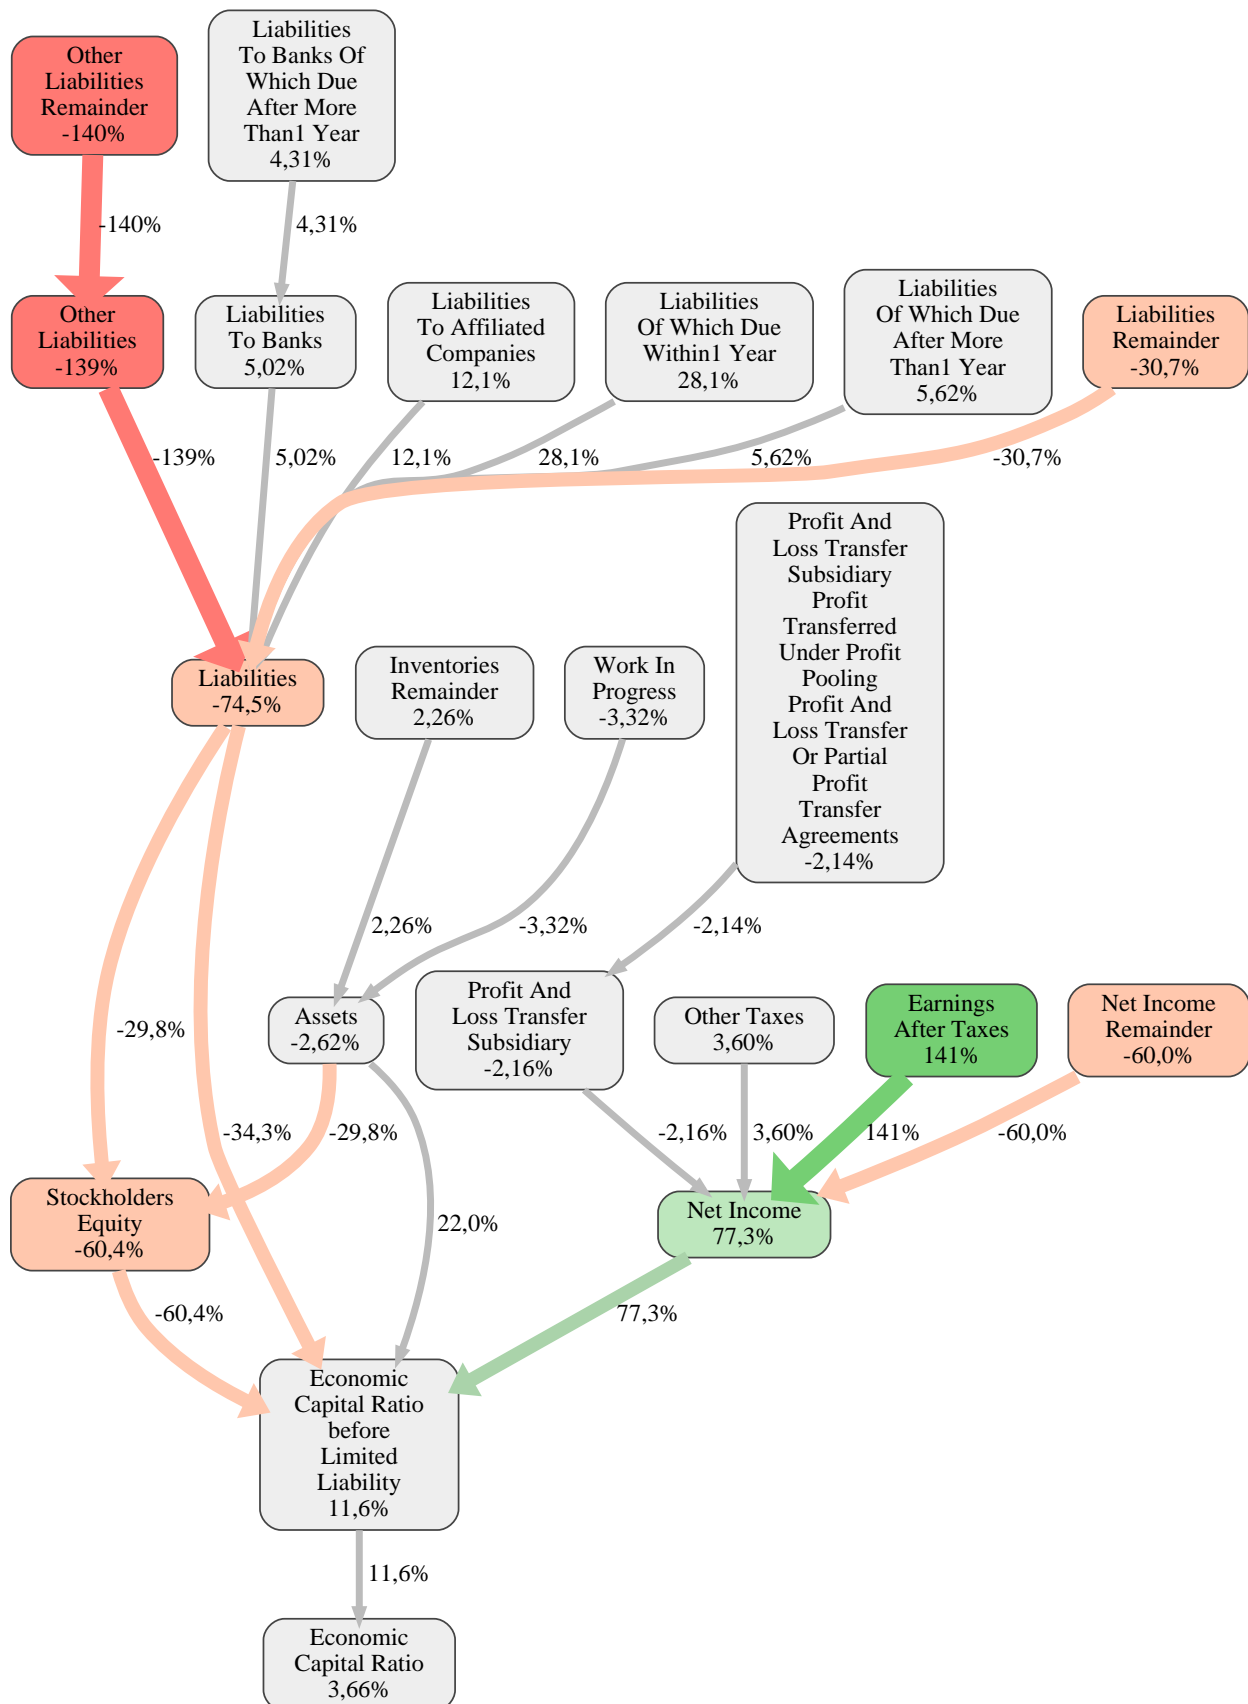 Other
Liabilities
Remainder
-140%
Liabilities
To Banks Of
Which Due
After More
Than1 Year
4,31%
-140%
4,31%
Other
Liabilities
-139%
Liabilities
To Banks
5,02%
Liabilities
To Affiliated
Companies
12,1%
Liabilities
Of Which Due
Within1 Year
28,1%
Liabilities
Of Which Due
After More
Than1 Year
5,62%
Liabilities
Remainder
-30,7%
-139%
5,02%
12,1%
28,1%
5,62%
-30,7%
Profit And
Loss Transfer
Subsidiary
Profit
Transferred
Under Profit
Pooling
Profit And
Loss Transfer
Or Partial
Profit
Transfer
Agreements
-2,14%
Liabilities
-74,5%
Inventories
Remainder
2,26%
Work In
Progress
-3,32%
2,26%
-3,32%
-2,14%
-29,8%
Assets
-2,62%
Profit And
Loss Transfer
Subsidiary
-2,16%
Other Taxes
3,60%
Earnings
After Taxes
141%
Net Income
Remainder
-60,0%
-34,3%
-29,8%
-2,16%
3,60%
141%
-60,0%
Stockholders
Equity
-60,4%
22,0%
Net Income
77,3%
-60,4%
77,3%
Economic
Capital Ratio
before
Limited
Liability
11,6%
11,6%
Economic
Capital Ratio
3,66%